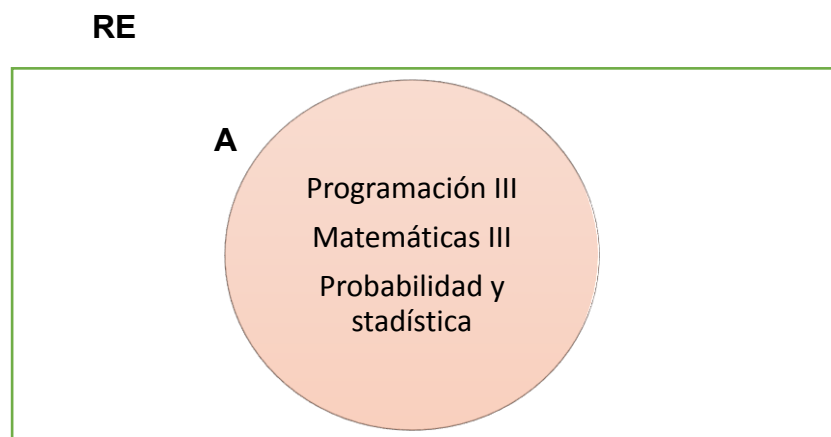 RE
A
Programación III
Matemáticas III
Probabilidad y
stadística